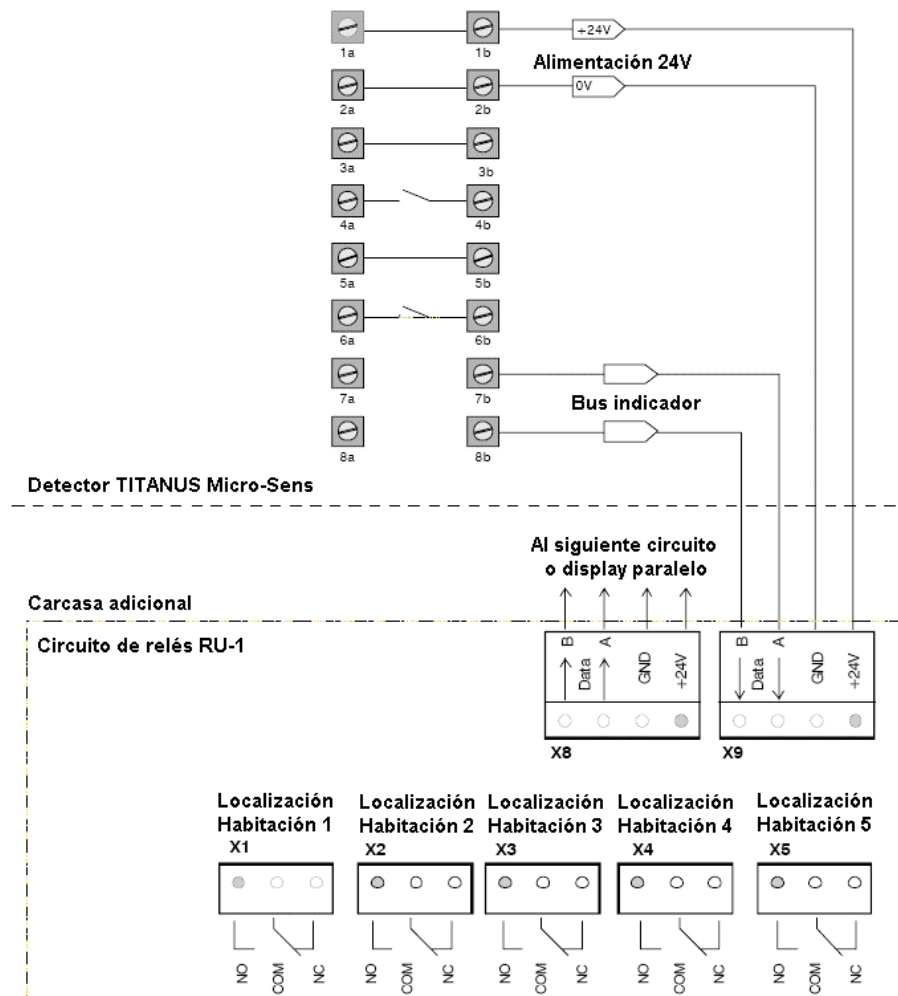 1a 1b +24V
Alimentación 24V
2a 2b 0V
3a 3b
4a 4b
5a 5b
6a 6b
7a 7b
Bus indicador
8a 8b
Detector TITANUS Micro-Sens
Al siguiente circuito
o display paralelo
Carcasa adicional
Circuito de relés RU-1
B A GND +24V
Data
B A GND +24V
Data
X8 X9
Localización Localización Localización Localización Localización
Habitación 1 Habitación 2 Habitación 3 Habitación 4 Habitación 5
X1 X2 X3 X4 X5
NO COM NC NO COM NC NO COM NC NO COM NC NO COM NC